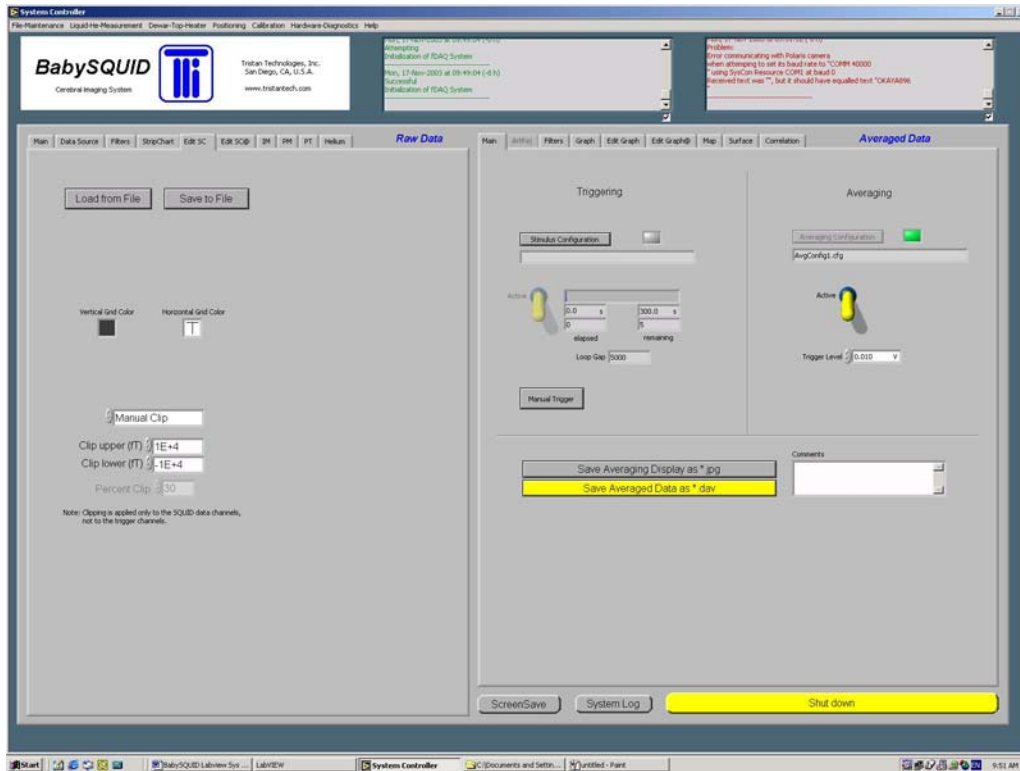 System Controller
File-Maintenance Liquid-He-Measurement Dewar-Top-Heater Positioning Calibration Hardware-Diagnostics Help
BabySQUID
Cerebral Imaging System
Tristan Technologies, Inc.
San Diego, CA, U.S.A.
www.tristantech.com
Attempting
Initialization of fDAQ System
Mon, 17-Nov-2003 at 09:49:04 (-8 h)
Successful
Initialization of fDAQ System
Problem:
Error communicating with Polaris camera
when attemping to set its baud rate to "COMM 40000
" using SysCon Resource COM1 at baud 0
Received text was "", but it should have equalled text "OKAYA896
"
Main Data Source Filters StripChart Edit SC Edit SC@ IM PM PT Helium
Raw Data
Load from File Save to File
Vertical Grid Color Horizontal Grid Color
T
Manual Clip
Clip upper (fT) 1E+4
Clip lower (fT) -1E+4
Percent Clip 30
Note: Clipping is applied only to the SQUID data channels,
not to the trigger channels.
Main Artifact Filters Graph Edit Graph Edit Graph@ Map Surface Correlation
Averaged Data
Triggering
Stimulus Configuration
Active
0.0 s 300.0 s
0 5
elapsed remaining
Loop Gap 5000
Manual Trigger
Averaging
Averaging Configuration
AvgConfig1.cfg
Active
Trigger Level 0.010 V
Save Averaging Display as *.jpg
Save Averaged Data as *.dav
Comments
ScreenSave System Log Shut down
Start BabySQUID Labview Sys ... LabVIEW System Controller C:/Documents and Settin... untitled - Paint EN 9:51 AM